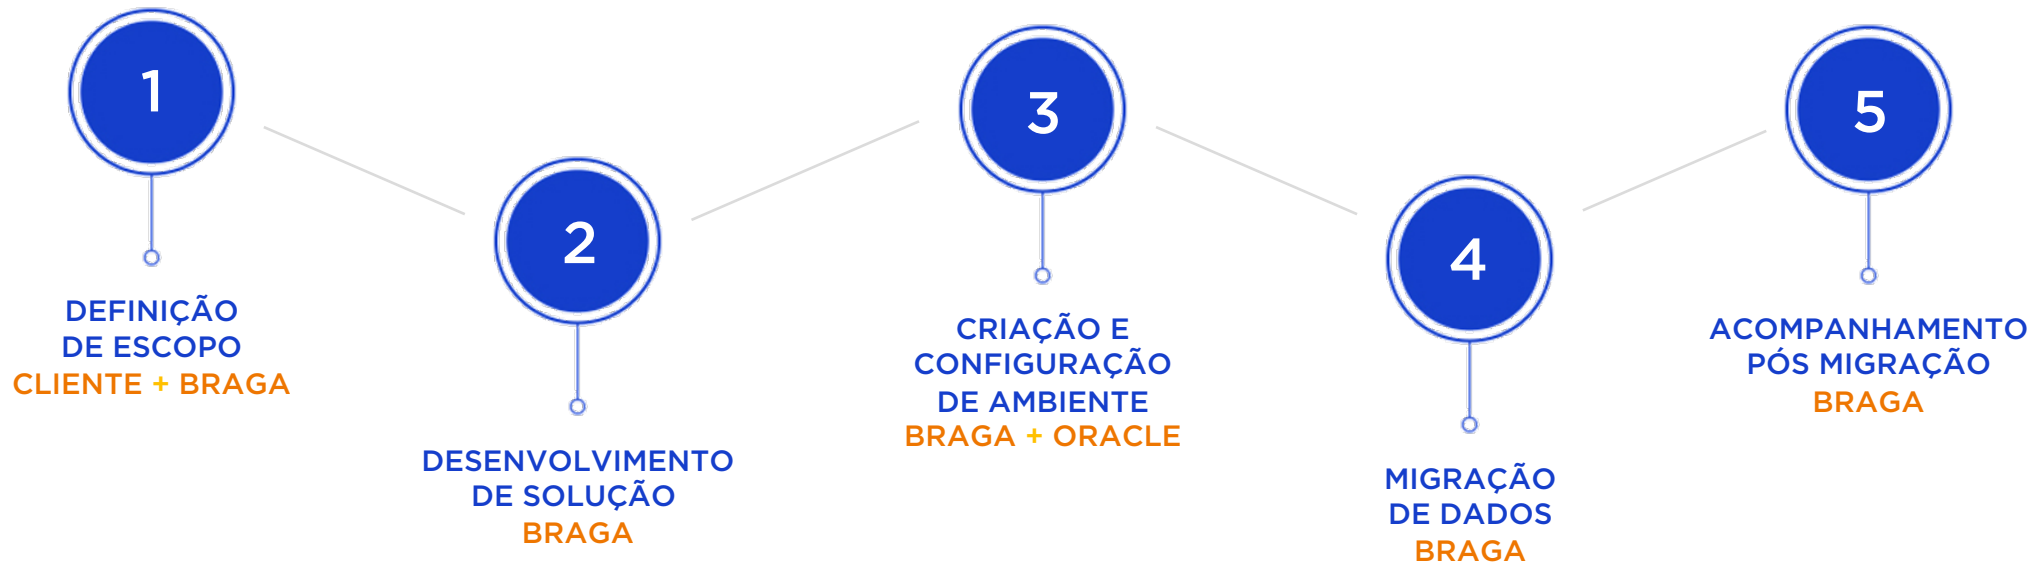 1
DEFINIÇÃO
DE ESCOPO
CLIENTE + BRAGA
2
DESENVOLVIMENTO
DE SOLUÇÃO
BRAGA
3
CRIAÇÃO E
CONFIGURAÇÃO
DE AMBIENTE
BRAGA + ORACLE
4
MIGRAÇÃO
DE DADOS
BRAGA
5
ACOMPANHAMENTO
PÓS MIGRAÇÃO
BRAGA